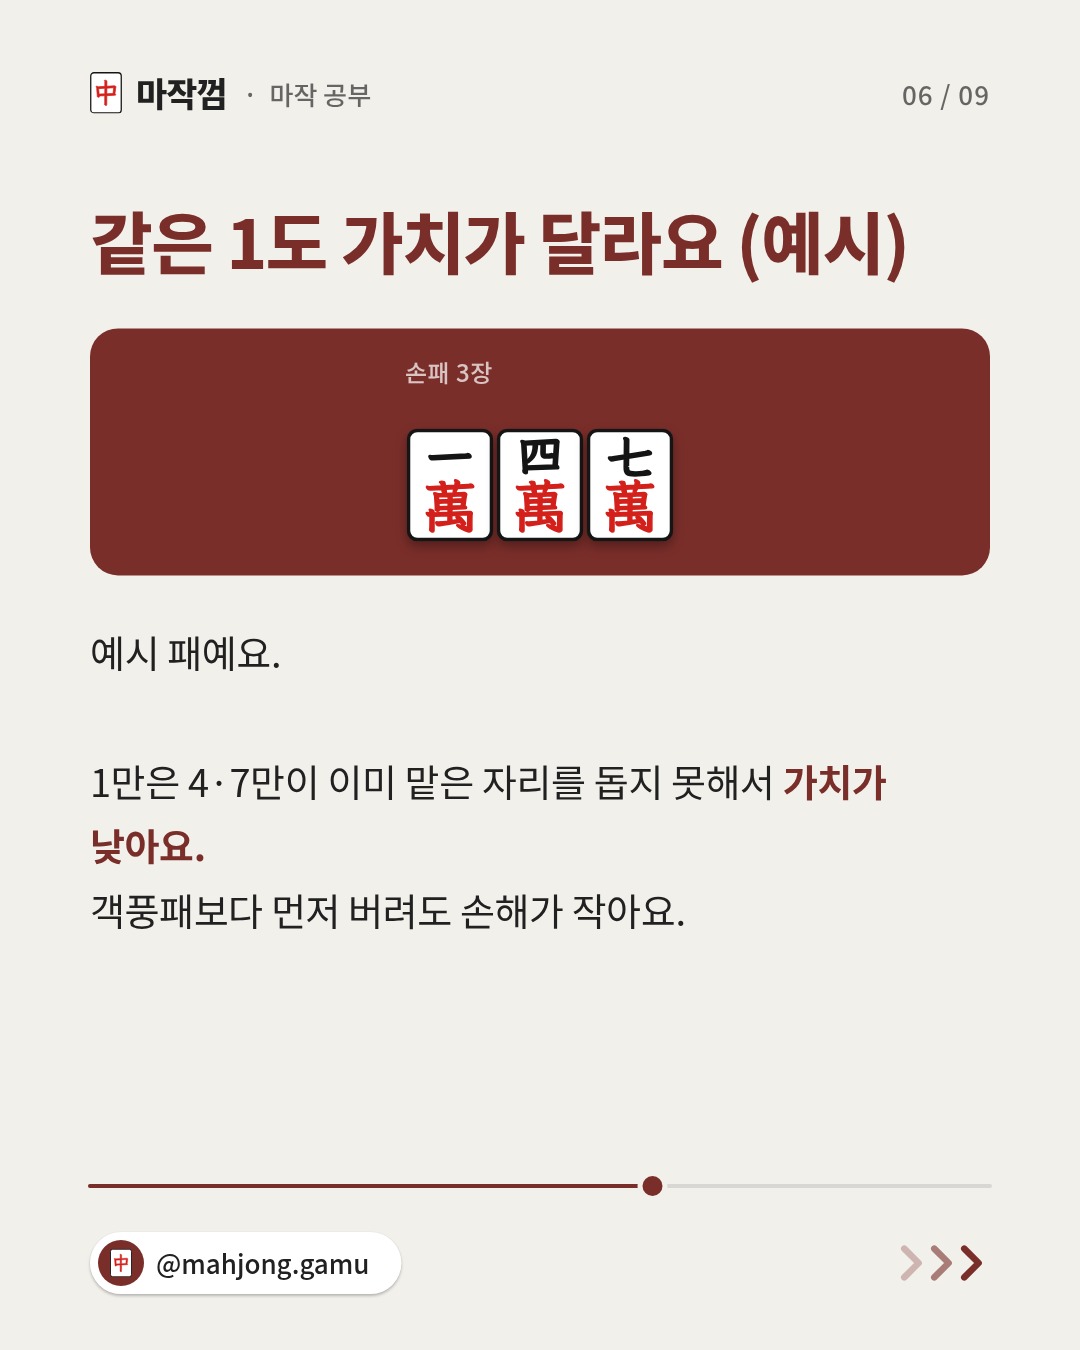 中 마작껌 · 마작 공부
06 / 09
같은 1도 가치가 달라요 (예시)
손패 3장
一萬 四萬 七萬
예시 패예요.
1만은 4·7만이 이미 맡은 자리를 돕지 못해서 가치가
낮아요.
객풍패보다 먼저 버려도 손해가 작아요.
中 @mahjong.gamu